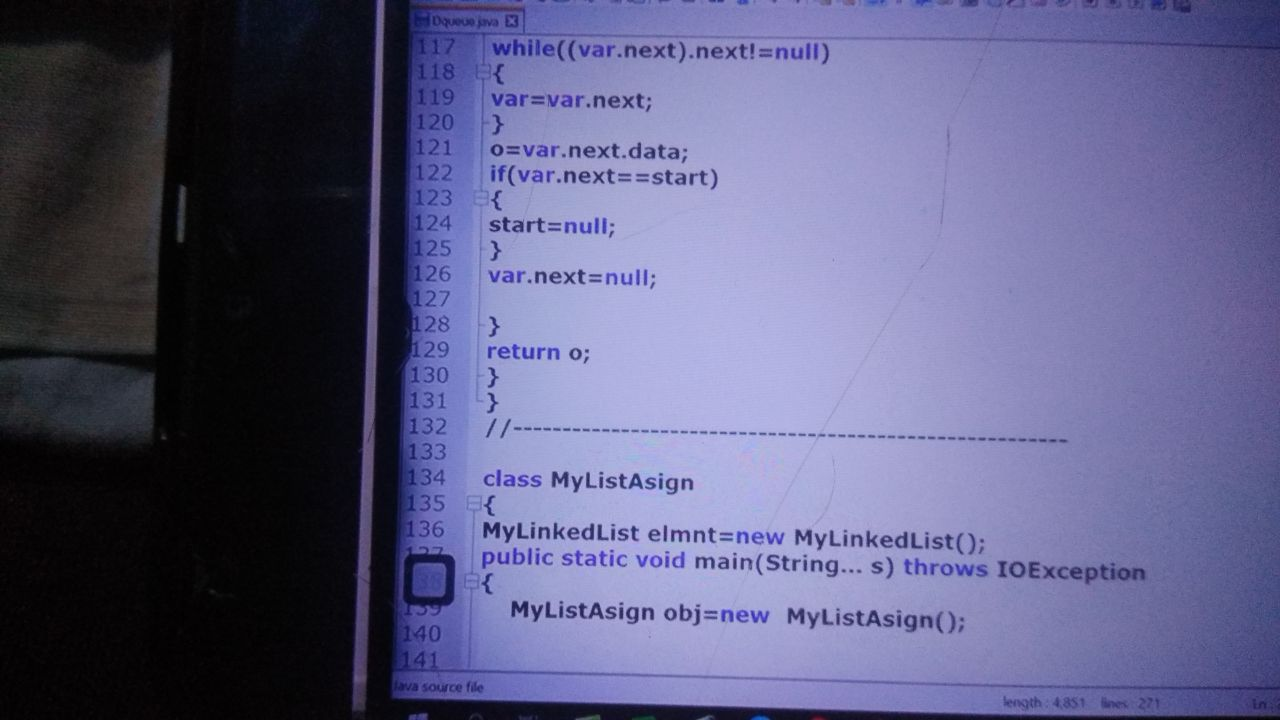 Dqueue.java
117 while((var.next).next!=null)
118 {
119 var=var.next;
120 }
121 o=var.next.data;
122 if(var.next==start)
123 {
124 start=null;
125 }
126 var.next=null;
127
128 }
129 return o;
130 }
131 }
132 //--------------------------------------------------------
133
134 class MyListAsign
135 {
136 MyLinkedList elmnt=new MyLinkedList();
137 public static void main(String... s) throws IOException
138 {
139 MyListAsign obj=new MyListAsign();
140
141
Java source file length : 4,851 lines : 271 Ln :